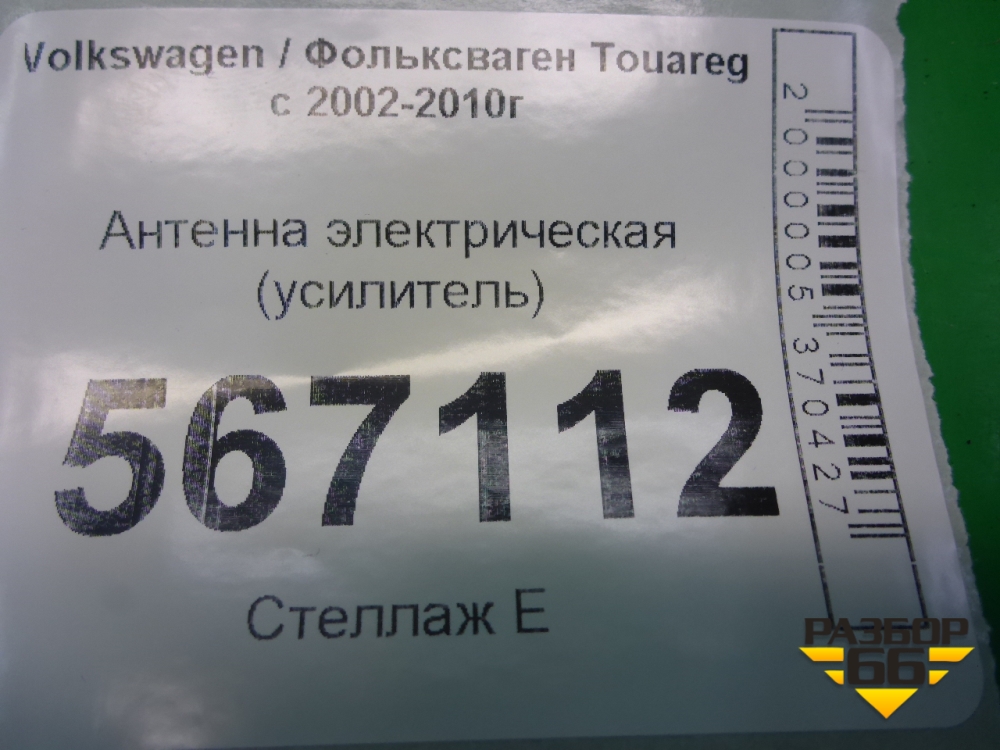 Volkswagen / Фольксваген Touareg
с 2002-2010г
Антенна электрическая
(усилитель)
567112
Стеллаж Е
2000005370427
РАЗБОР
66